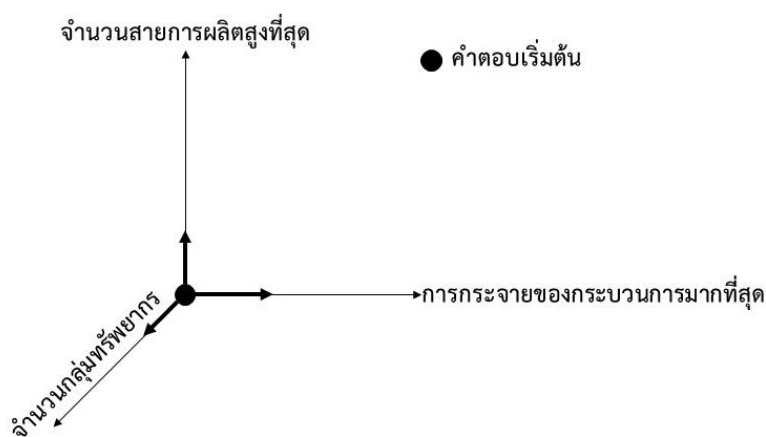 จำนวนสายการผลิตสูงที่สุด
คำตอบเริ่มต้น
การกระจายของกระบวนการมากที่สุด
จำนวนกลุ่มทรัพยากร